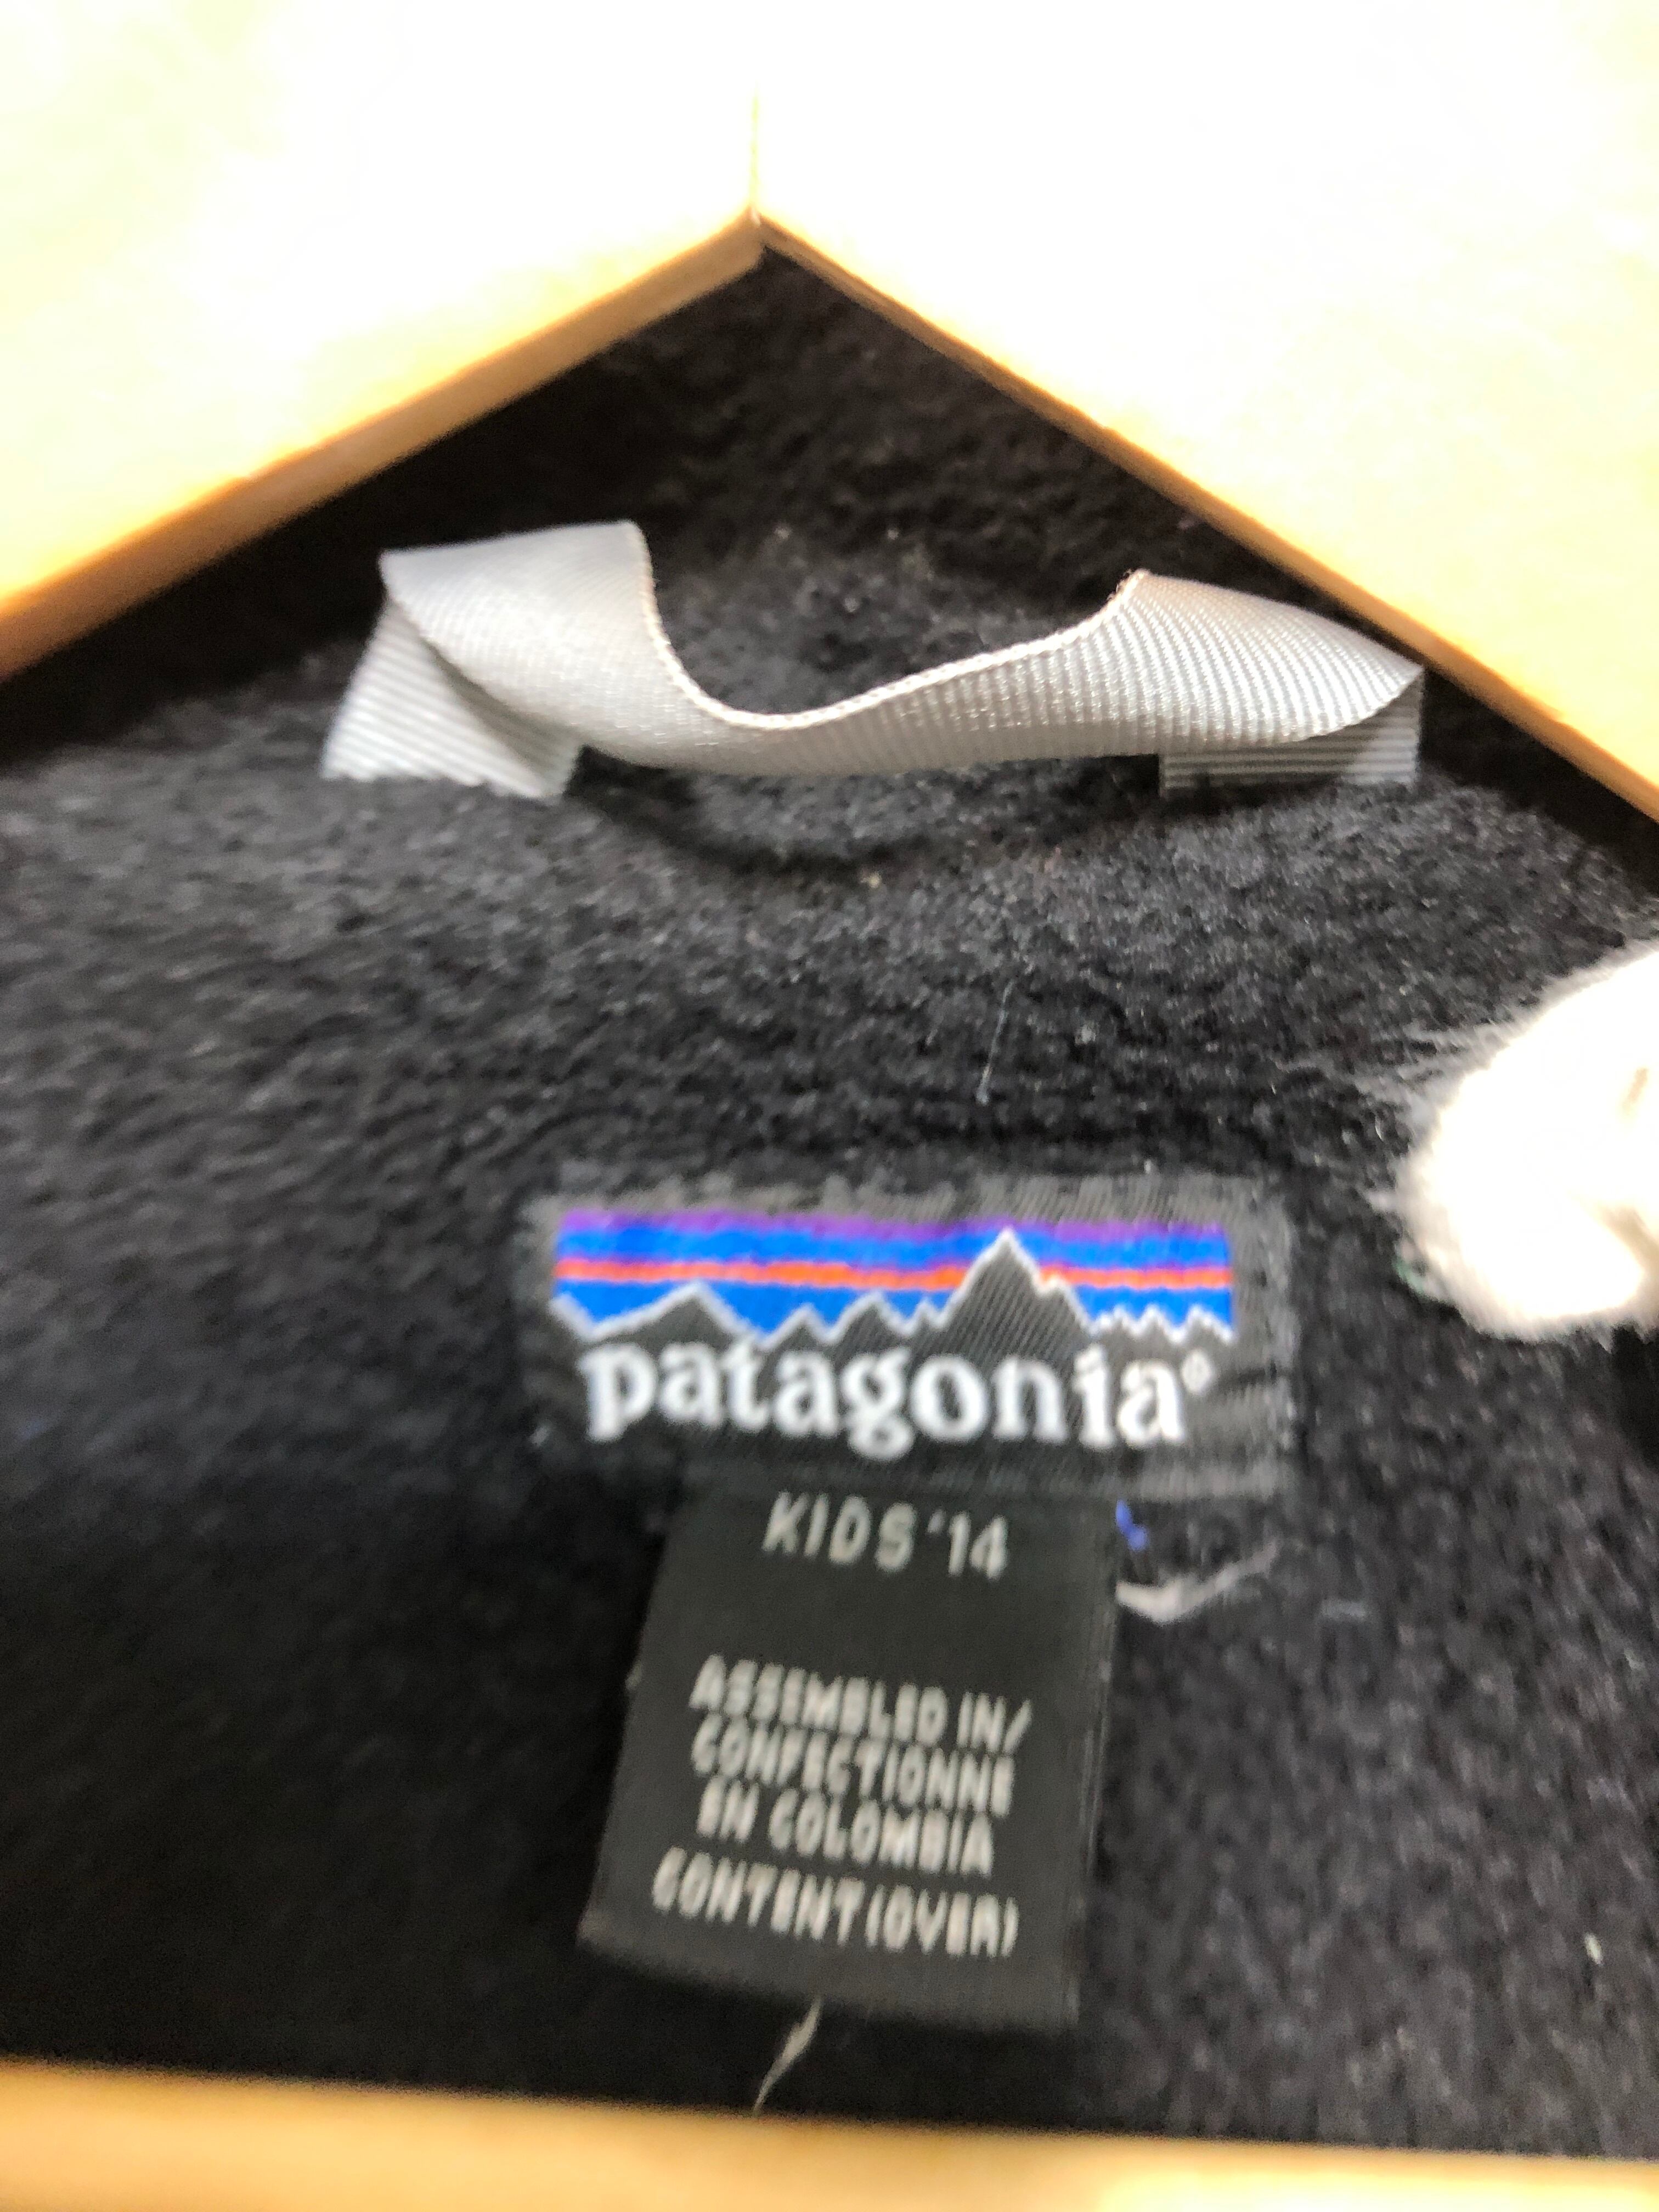 patagonia®
KIDS '14
ASSEMBLED IN/
CONFECTIONNE
EN COLOMBIA
CONTENT (OVER)